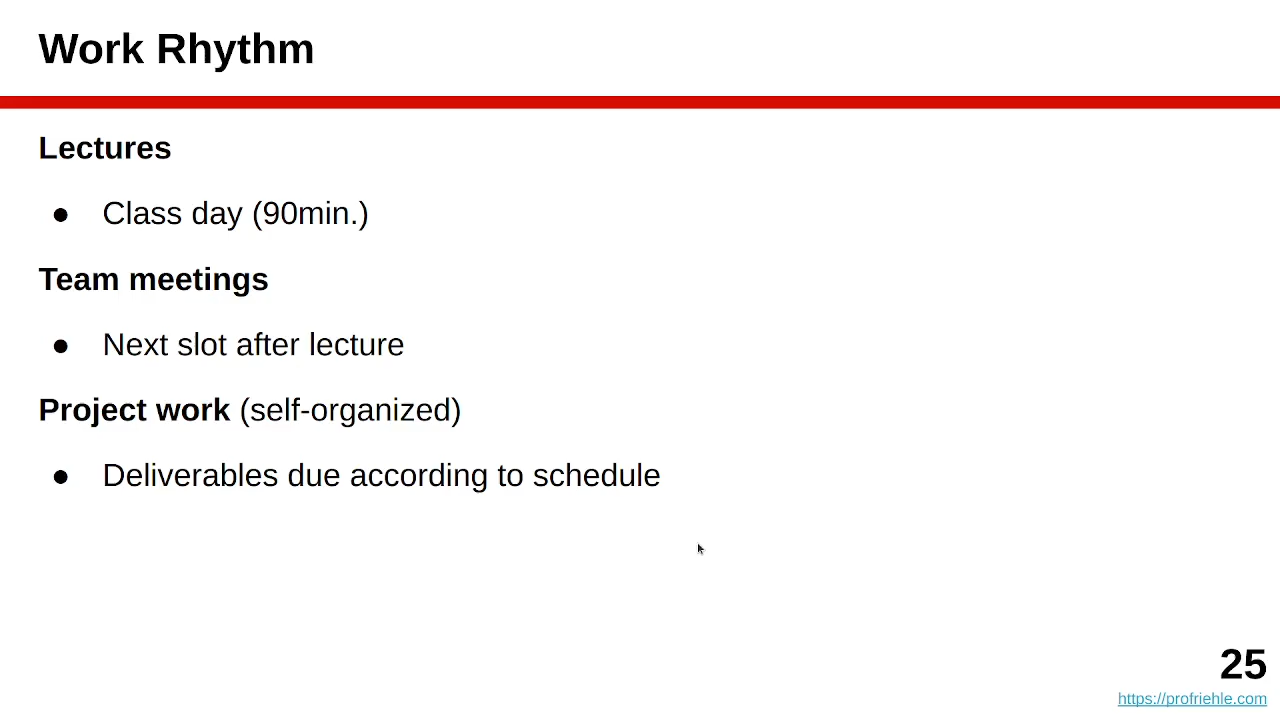 Work Rhythm
Lectures
● Class day (90min.)
Team meetings
● Next slot after lecture
Project work (self-organized)
● Deliverables due according to schedule
25
https://profriehle.com